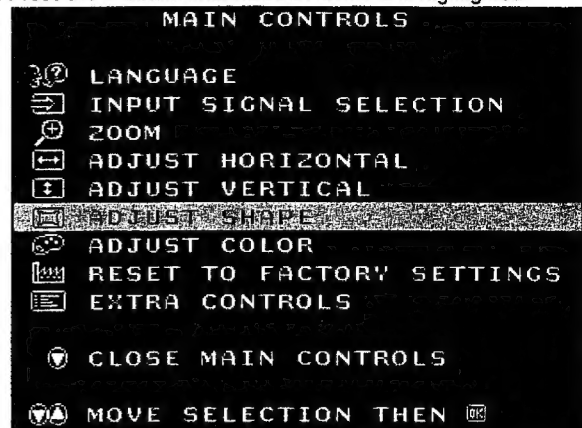 MAIN CONTROLS
LANGUAGE
INPUT SIGNAL SELECTION
ZOOM
ADJUST HORIZONTAL
ADJUST VERTICAL
ADJUST SHAPE
ADJUST COLOR
RESET TO FACTORY SETTINGS
EXTRA CONTROLS
CLOSE MAIN CONTROLS
MOVE SELECTION THEN OK